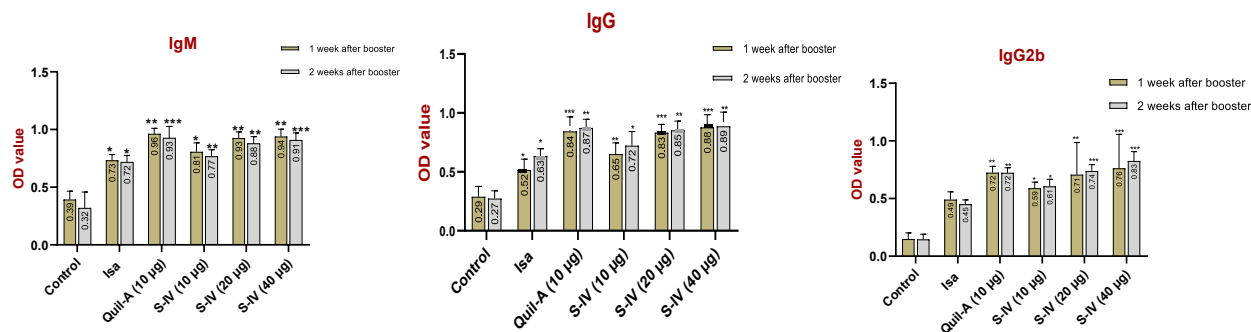 IgM
1 week after booster
2 weeks after booster
OD value
1.5
1.0
0.5
0.0
0.39
0.32
0.73
0.72
0.96
0.93
0.81
0.77
0.93
0.88
0.94
0.91
*
*
**
***
*
**
**
**
**
***
Control
Isa
Quil-A (10 µg)
S-IV (10 µg)
S-IV (20 µg)
S-IV (40 µg)
IgG
1 week after booster
2 weeks after booster
OD value
1.5
1.0
0.5
0.0
0.29
0.27
0.52
0.63
0.84
0.87
0.65
0.72
0.83
0.85
0.88
0.89
*
*
***
**
**
*
***
**
***
**
Control
Isa
Quil-A (10 µg)
S-IV (10 µg)
S-IV (20 µg)
S-IV (40 µg)
IgG2b
1 week after booster
2 weeks after booster
OD value
1.5
1.0
0.5
0.0
0.49
0.45
0.72
0.72
0.59
0.61
0.71
0.74
0.76
0.83
**
**
*
*
**
***
***
***
Control
Isa
Quil-A (10 µg)
S-IV (10 µg)
S-IV (20 µg)
S-IV (40 µg)